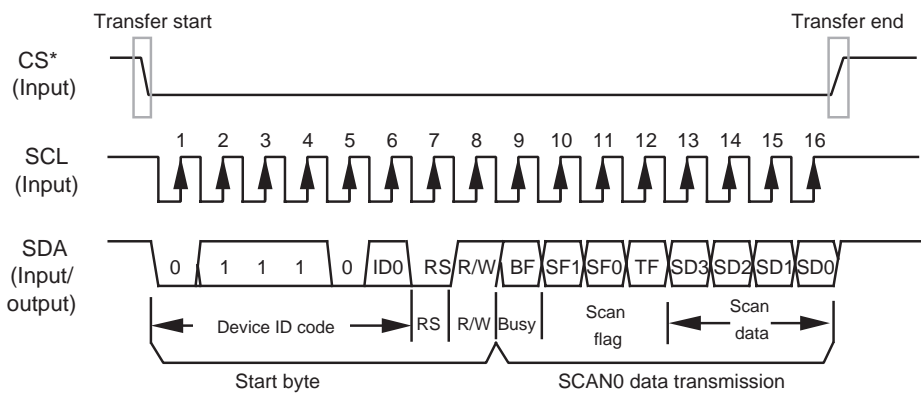 Transfer start
Transfer end
CS*
(Input)
1 2 3 4 5 6 7 8 9 10 11 12 13 14 15 16
SCL
(Input)
SDA
(Input/
output)
0 1 1 1 0 ID0 RS R/W BF SF1 SF0 TF SD3 SD2 SD1 SD0
Device ID code
RS
R/W
Busy
Scan
flag
Scan
data
Start byte
SCAN0 data transmission